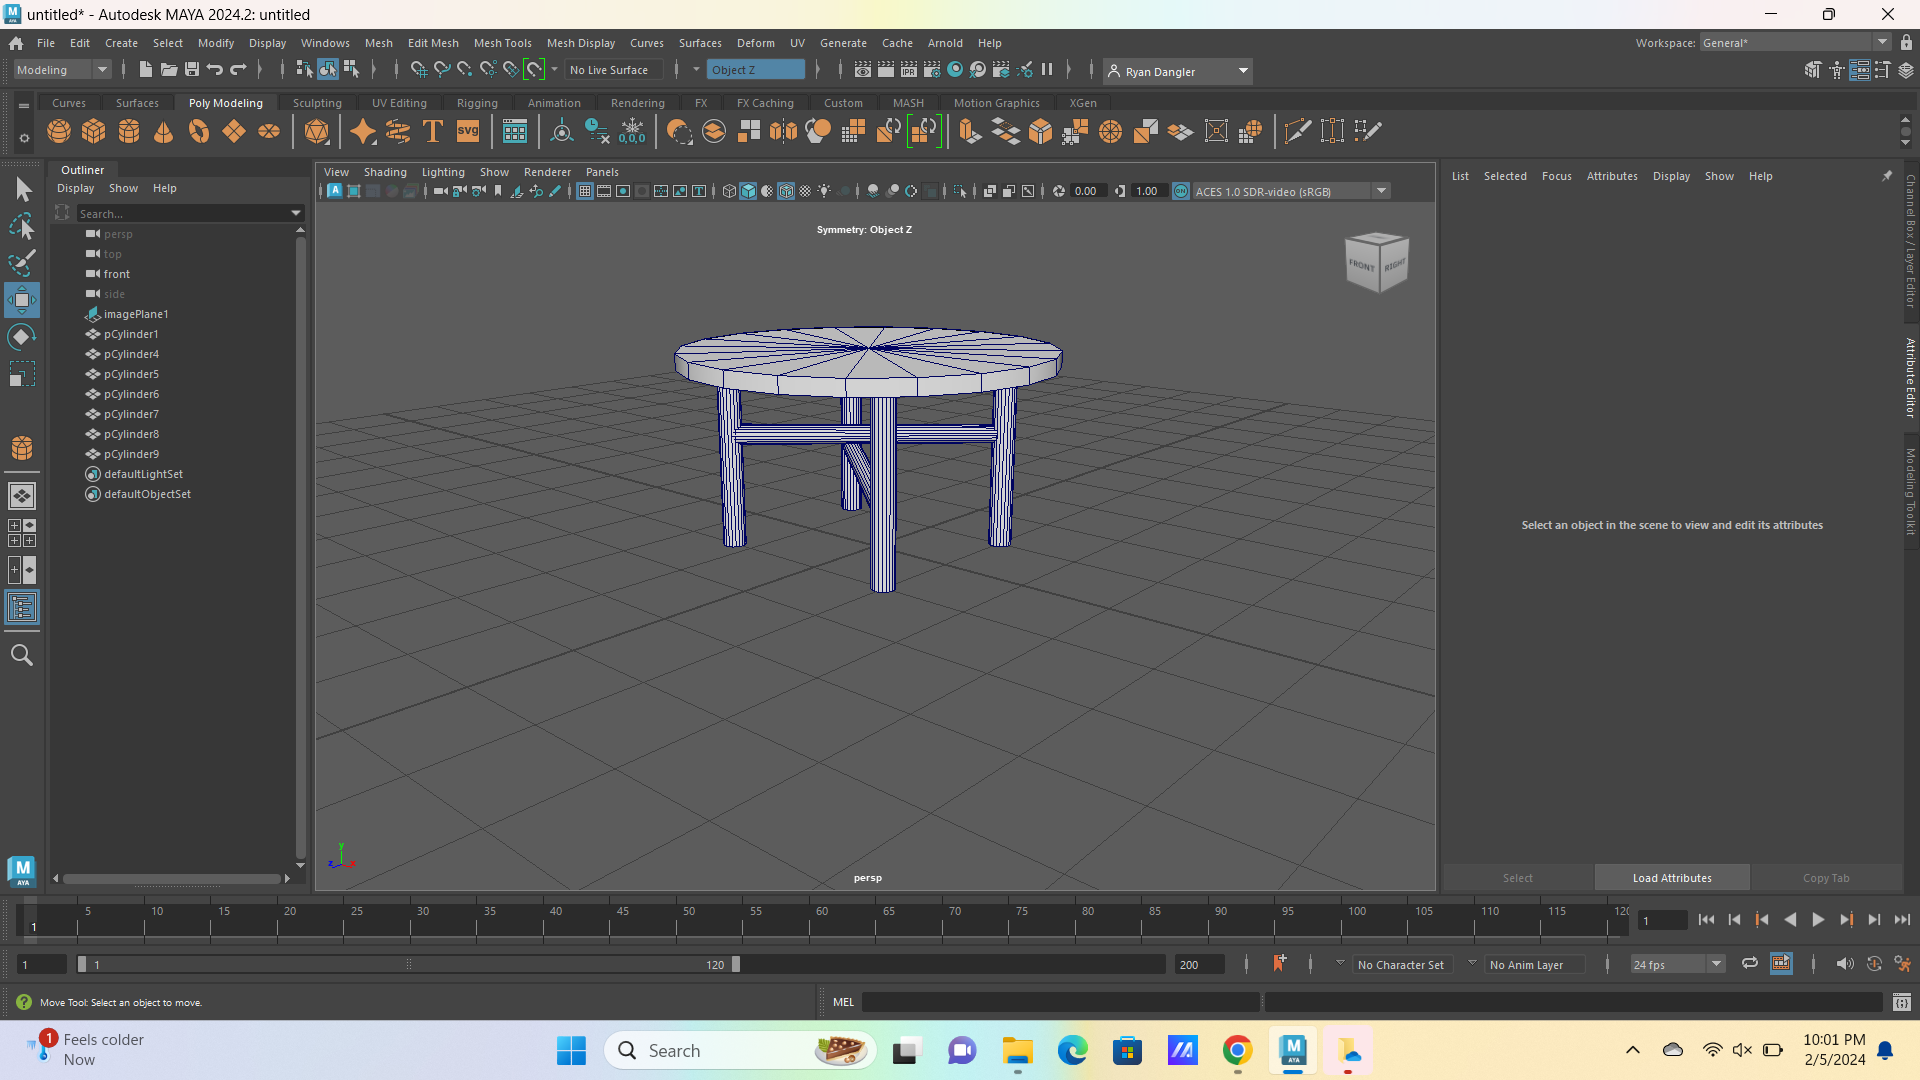 untitled* - Autodesk MAYA 2024.2: untitled
File Edit Create Select Modify Display Windows Mesh Edit Mesh Mesh Tools Mesh Display Curves Surfaces Deform UV Generate Cache Arnold Help
Workspace: General*
Modeling
No Live Surface
Object Z
Ryan Dangler
Curves Surfaces Poly Modeling Sculpting UV Editing Rigging Animation Rendering FX FX Caching Custom MASH Motion Graphics XGen
T
SVG
0,0,0
IPR
Outliner
Display Show Help
Search...
persp
top
front
side
imagePlane1
pCylinder1
pCylinder4
pCylinder5
pCylinder6
pCylinder7
pCylinder8
pCylinder9
defaultLightSet
defaultObjectSet
View Shading Lighting Show Renderer Panels
0.00
1.00
ON
ACES 1.0 SDR-video (sRGB)
Symmetry: Object Z
FRONT
RIGHT
y
z
x
persp
List Selected Focus Attributes Display Show Help
Select an object in the scene to view and edit its attributes
Select
Load Attributes
Copy Tab
Channel Box / Layer Editor
Attribute Editor
Modeling Toolkit
M
AYA
5 10 15 20 25 30 35 40 45 50 55 60 65 70 75 80 85 90 95 100 105 110 115 120
1
1
1
1
120
200
No Character Set
No Anim Layer
24 fps
Move Tool: Select an object to move.
MEL
1
Feels colder
Now
Search
M
AYA
10:01 PM
2/5/2024